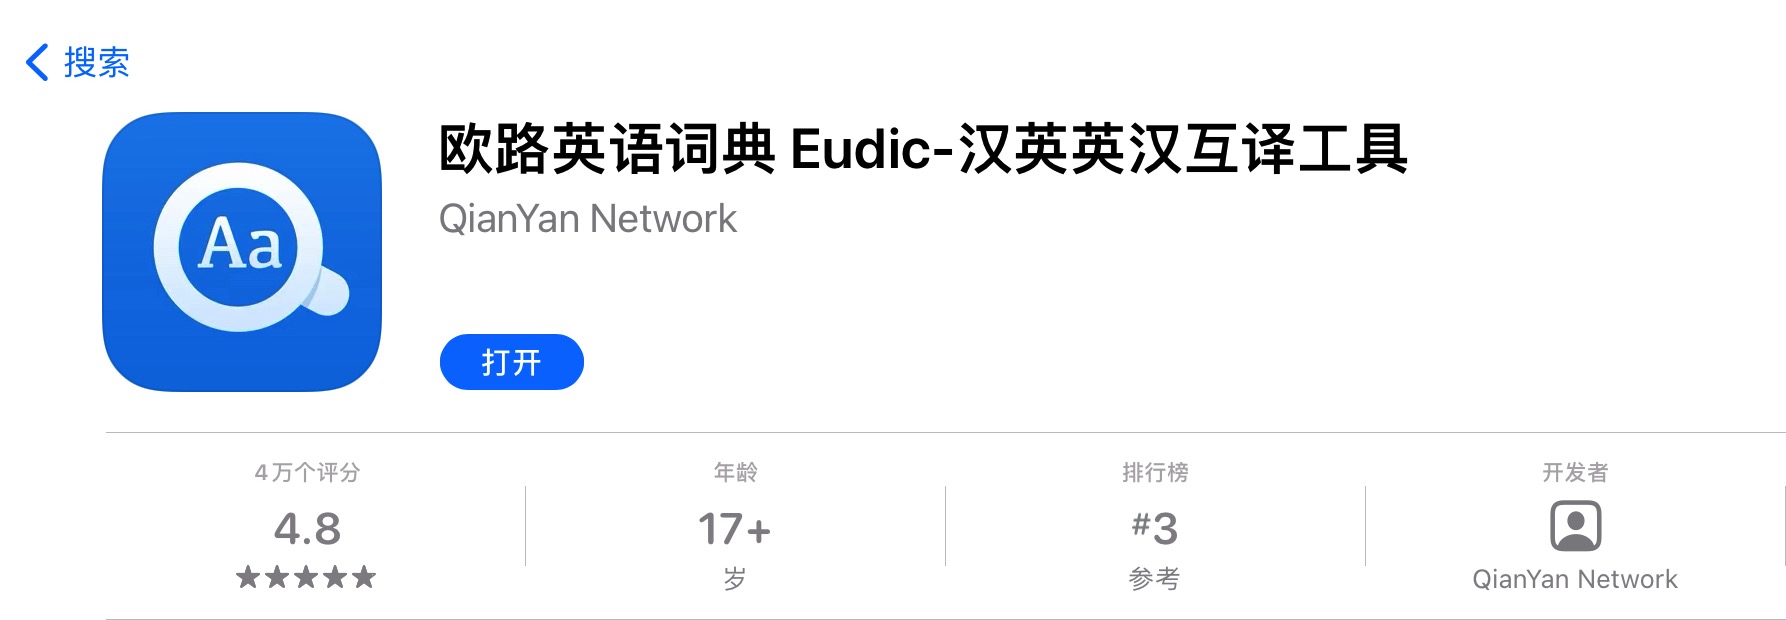 搜索
Aa
欧路英语词典 Eudic-汉英英汉互译工具
QianYan Network
打开
4万个评分
4.8
年龄
17+
岁
排行榜
#3
参考
开发者
QianYan Network